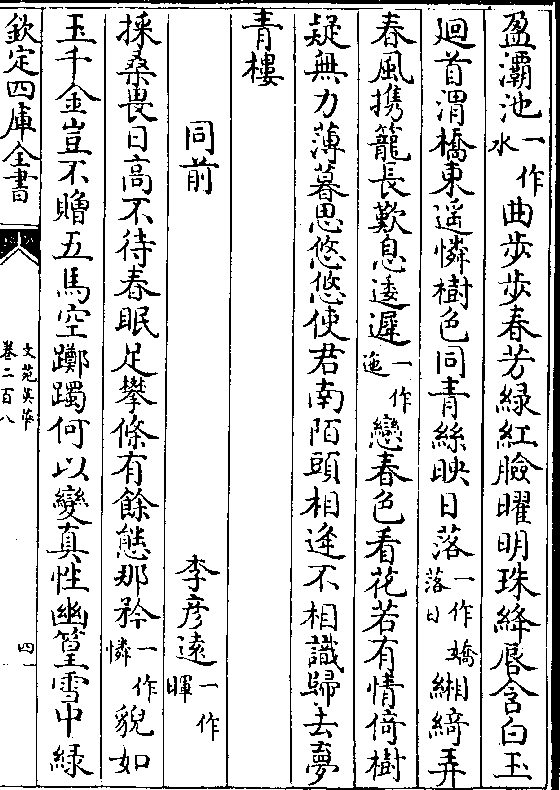 盈灞池一作水曲步步春芳緑紅臉曜明珠絳唇含白玉
廻首渭橋東遥憐樹色同青絲映日落一作落日嬌緗綺弄
春風携籠長歎息逶遲一作迤戀春色看花若有情倚樹
疑無力薄暮思悠悠使君南陌頭相逢不相識歸去夢
青樓
同前 李彦遠一作暉
採桑畏日高不待春眠足攀條有餘態那矜一作憐貌如
玉千金豈不贈五馬空躑躅何以變真性幽篁雪中緑
欽定四庫全書
文苑英華
卷二百八
四